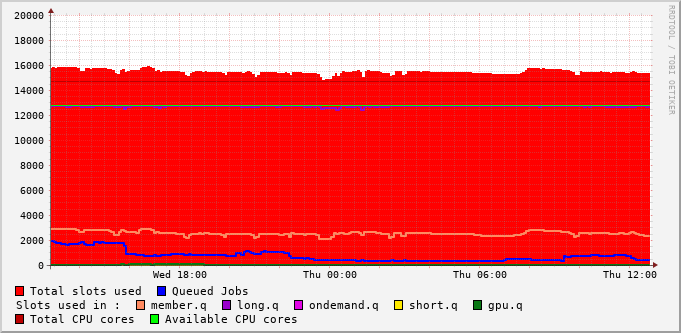 20000
18000
16000
14000
12000
10000
8000
6000
4000
2000
0
Wed 18:00 Thu 00:00 Thu 06:00 Thu 12:00
RRDTOOL / TOBI OETIKER
Total slots used Queued Jobs
Slots used in : member.q long.q ondemand.q short.q gpu.q
Total CPU cores Available CPU cores